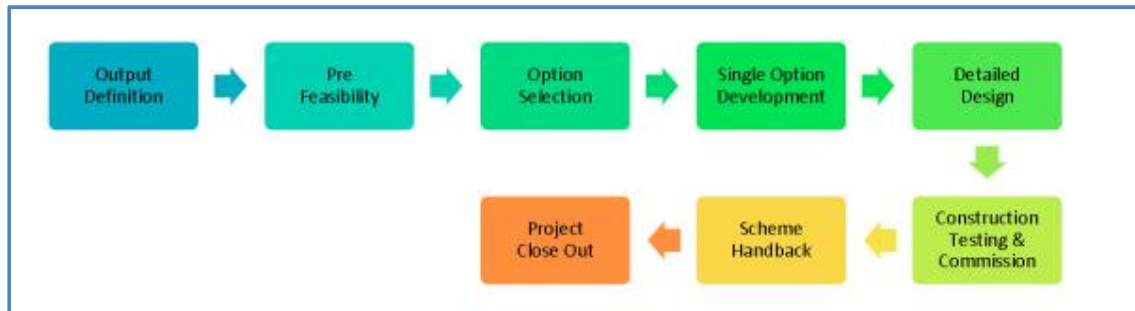 Output
Definition
Pre
Feasibility
Option
Selection
Single Option
Development
Detailed
Design
Construction
Testing &
Commission
Scheme
Handback
Project
Close Out